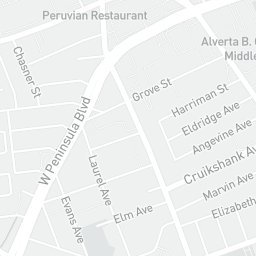 Peruvian Restaurant
Alverta B. G
Middle
Chasner St
Grove St
Harriman St
Eldridge Ave
Angevine Ave
W Peninsula Blvd
Cruikshank Av
Laurel Ave
Marvin Ave
Elm Ave
Elizabeth
Evans Ave